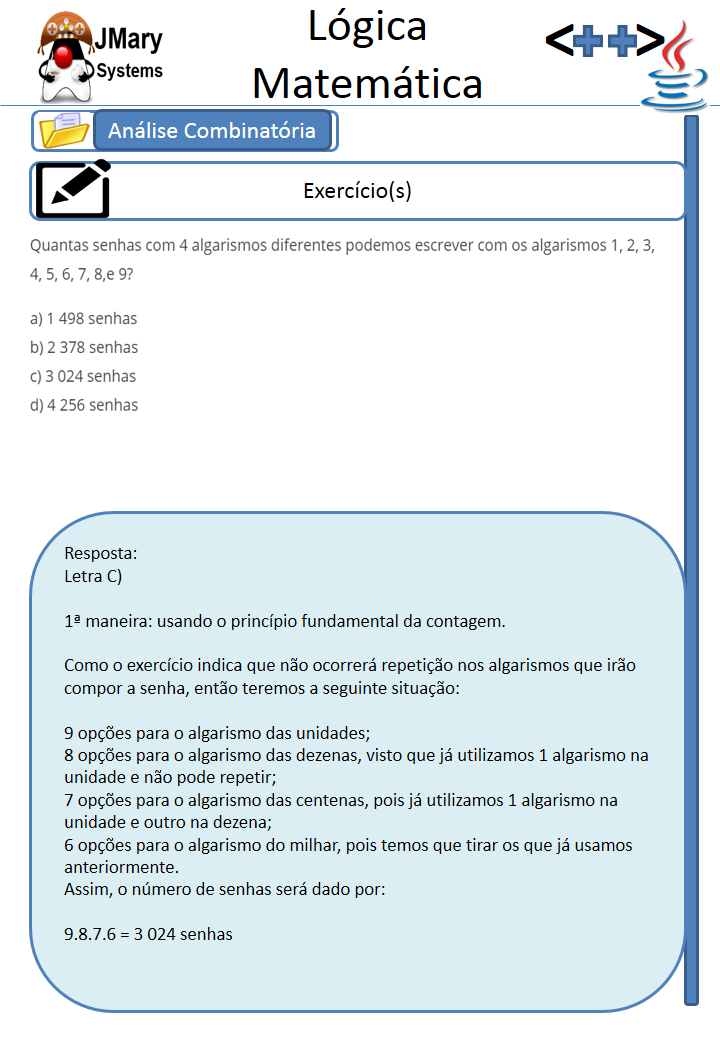 JMary
Systems
Lógica
Matemática
<++>
Análise Combinatória
Exercício(s)
Quantas senhas com 4 algarismos diferentes podemos escrever com os algarismos 1, 2, 3,
4, 5, 6, 7, 8,e 9?
a) 1 498 senhas
b) 2 378 senhas
c) 3 024 senhas
d) 4 256 senhas
Resposta:
Letra C)
1ª maneira: usando o princípio fundamental da contagem.
Como o exercício indica que não ocorrerá repetição nos algarismos que irão
compor a senha, então teremos a seguinte situação:
9 opções para o algarismo das unidades;
8 opções para o algarismo das dezenas, visto que já utilizamos 1 algarismo na
unidade e não pode repetir;
7 opções para o algarismo das centenas, pois já utilizamos 1 algarismo na
unidade e outro na dezena;
6 opções para o algarismo do milhar, pois temos que tirar os que já usamos
anteriormente.
Assim, o número de senhas será dado por:
9.8.7.6 = 3 024 senhas